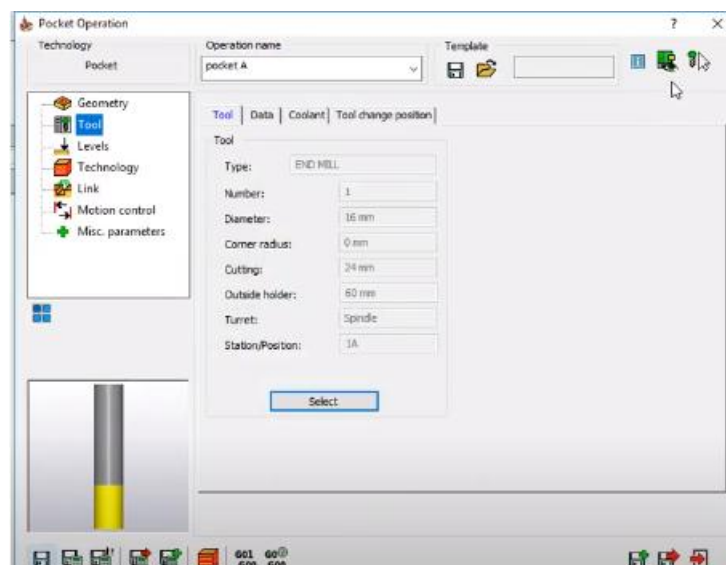 Pocket Operation
? X
Technology
Operation name
Template
Pocket
pocket A
Geometry
Tool
Levels
Technology
Link
Motion control
Misc. parameters
Tool
Data
Coolant
Tool change position
Tool
Type: END MILL
Number: 1
Diameter: 16 mm
Corner radius: 0 mm
Cutting: 24 mm
Outside holder: 60 mm
Turret: Spindle
Station/Position: 1A
Select
G01 G0